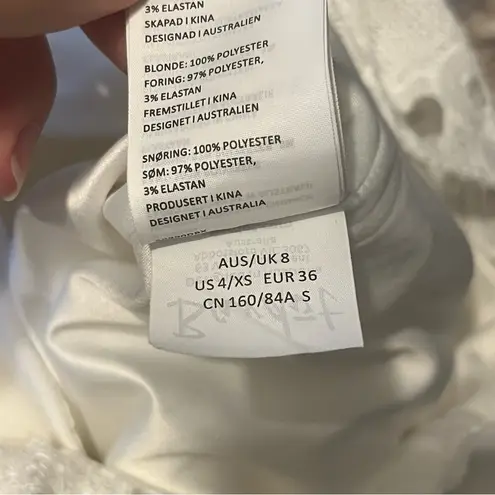 3% ELASTAN
SKAPAD I KINA
DESIGNAD I AUSTRALIEN
BLONDE: 100% POLYESTER
FORING: 97% POLYESTER,
3% ELASTAN
FREMSTILLET I KINA
DESIGNET I AUSTRALIEN
SNØRING: 100% POLYESTER
SØM: 97% POLYESTER,
3% ELASTAN
PRODUSERT I KINA
DESIGNET I AUSTRALIA
AUS/UK 8
US 4/XS EUR 36
CN 160/84A S